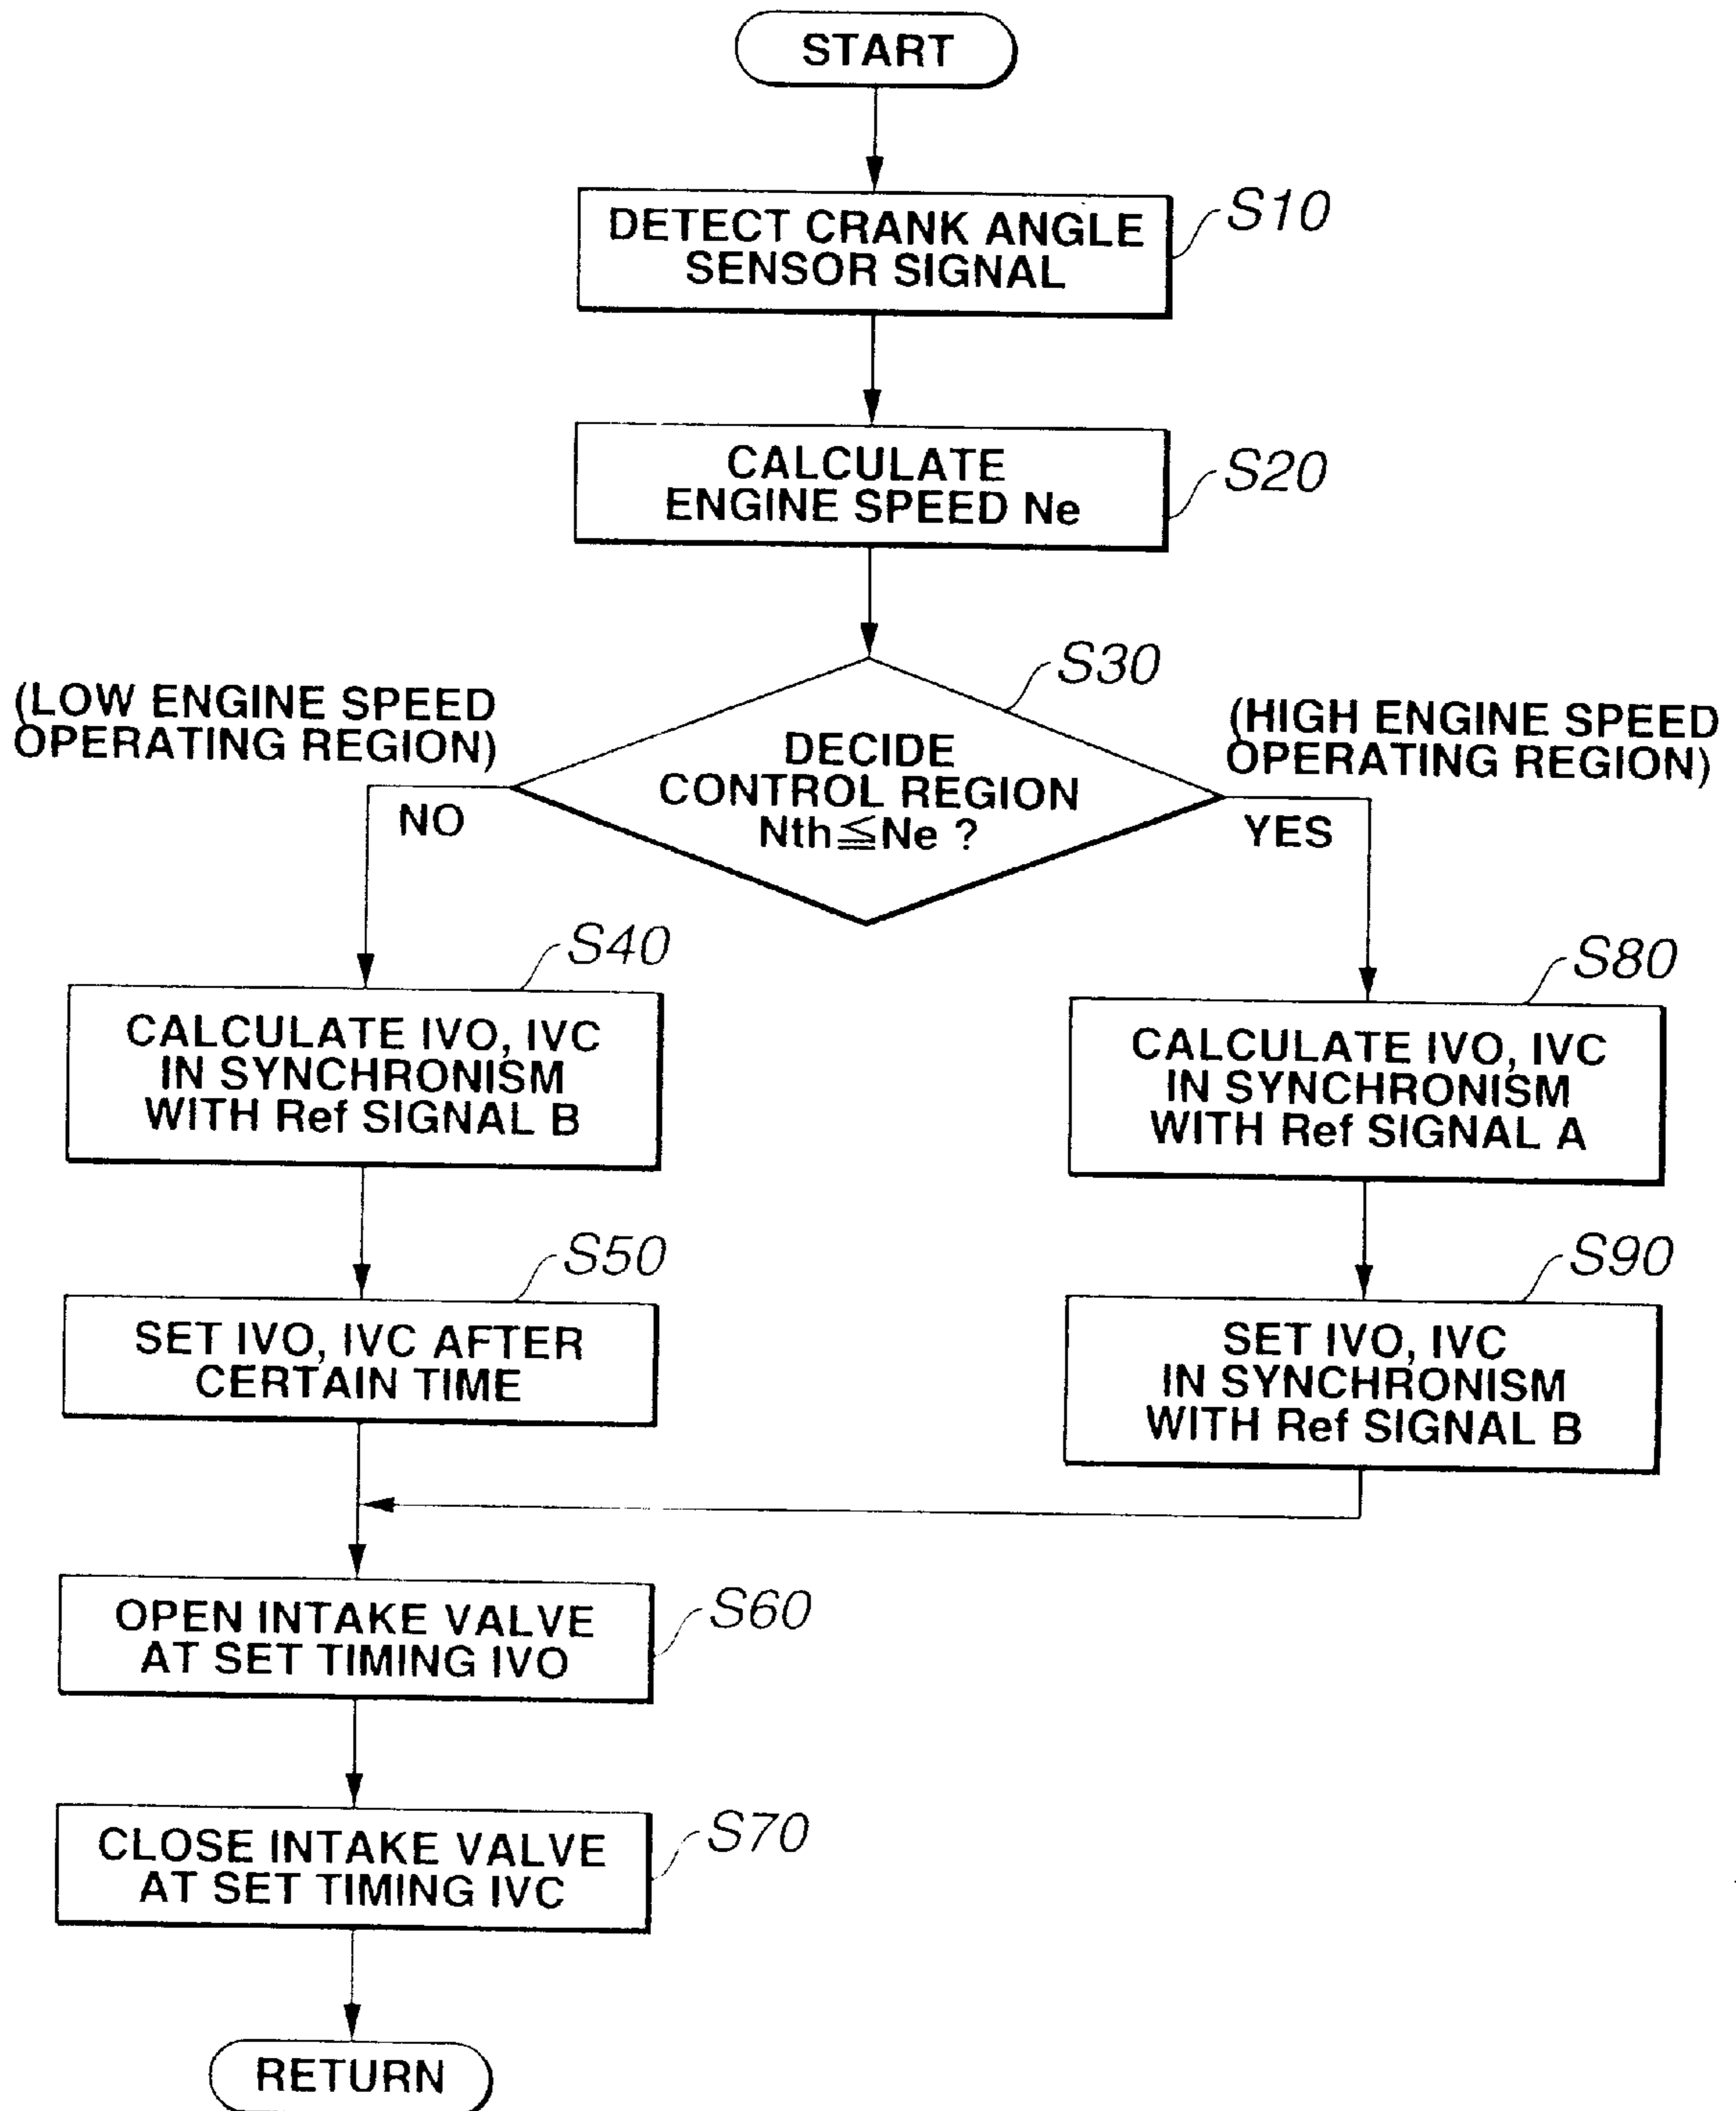 START
DETECT CRANK ANGLE
SENSOR SIGNAL
S10
CALCULATE
ENGINE SPEED Ne
S20
S30
(LOW ENGINE SPEED
OPERATING REGION)
DECIDE
CONTROL REGION
Nth≦Ne ?
(HIGH ENGINE SPEED
OPERATING REGION)
NO
YES
S40
CALCULATE IVO, IVC
IN SYNCHRONISM
WITH Ref SIGNAL B
S80
CALCULATE IVO, IVC
IN SYNCHRONISM
WITH Ref SIGNAL A
S50
SET IVO, IVC AFTER
CERTAIN TIME
S90
SET IVO, IVC
IN SYNCHRONISM
WITH Ref SIGNAL B
OPEN INTAKE VALVE
AT SET TIMING IVO
S60
CLOSE INTAKE VALVE
AT SET TIMING IVC
S70
RETURN